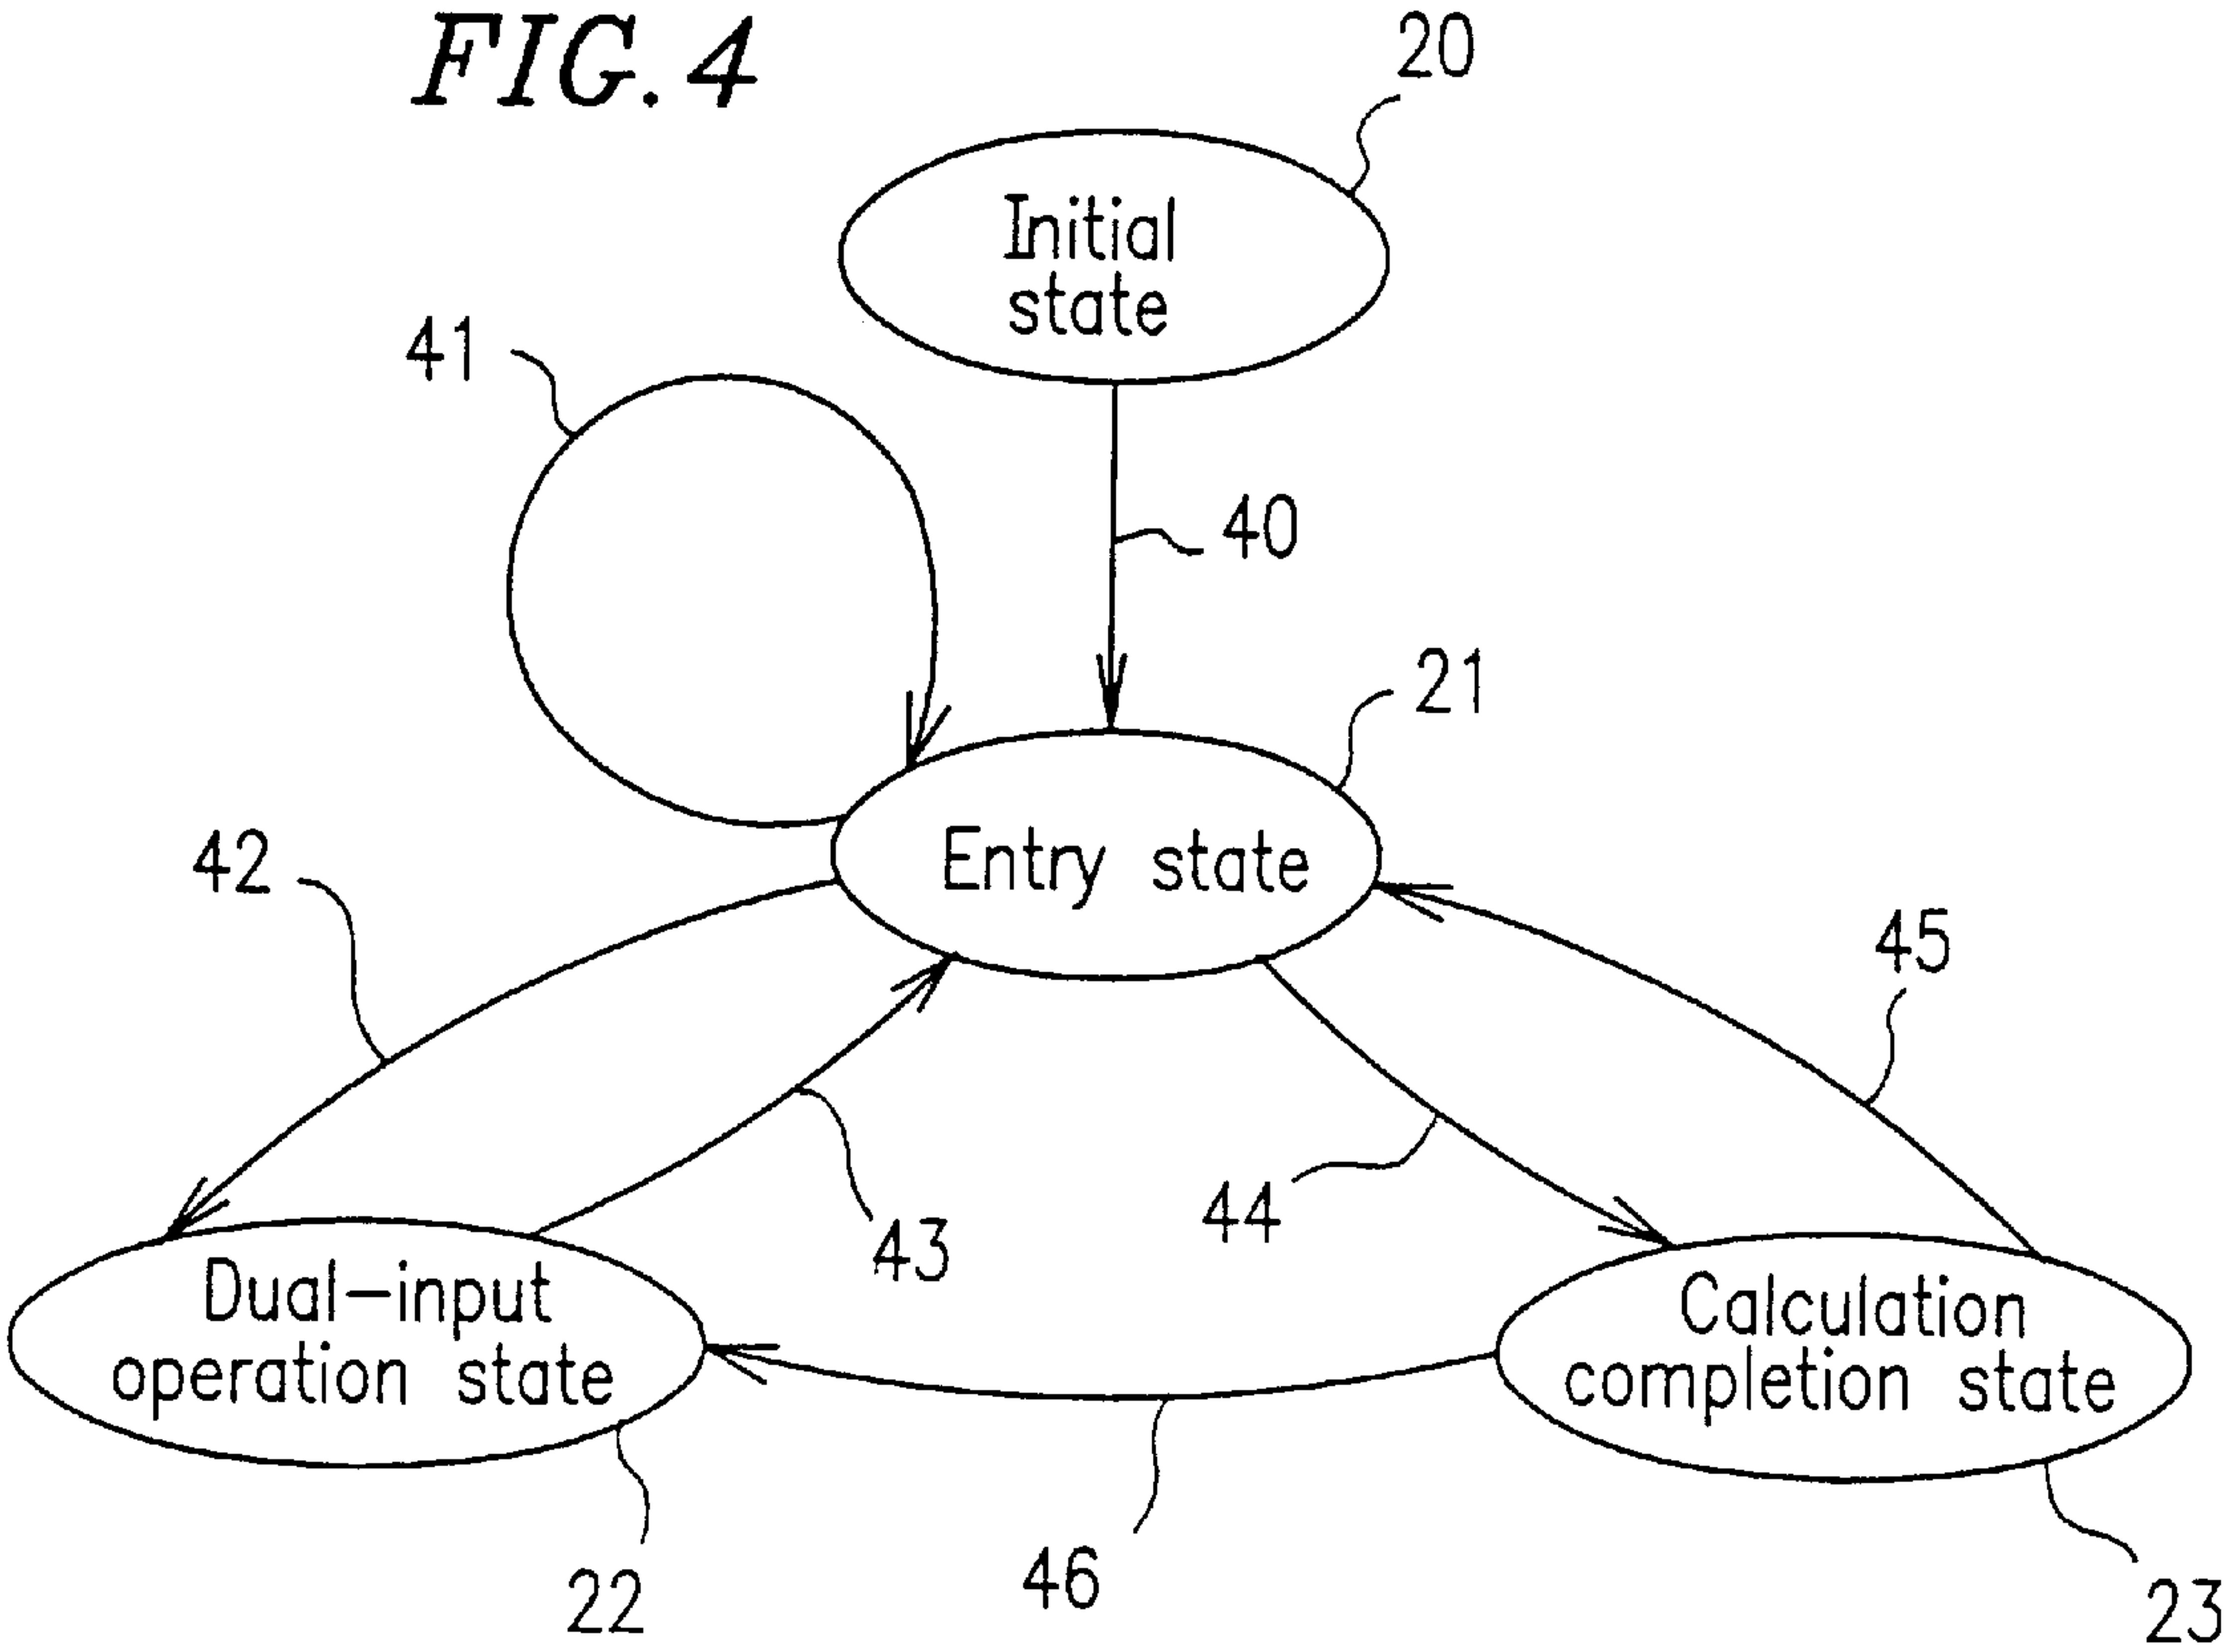 FIG. 4
20
Initial
state
41
40
21
Entry state
42
45
43
44
Dual-input
operation state
Calculation
completion state
46
22
23